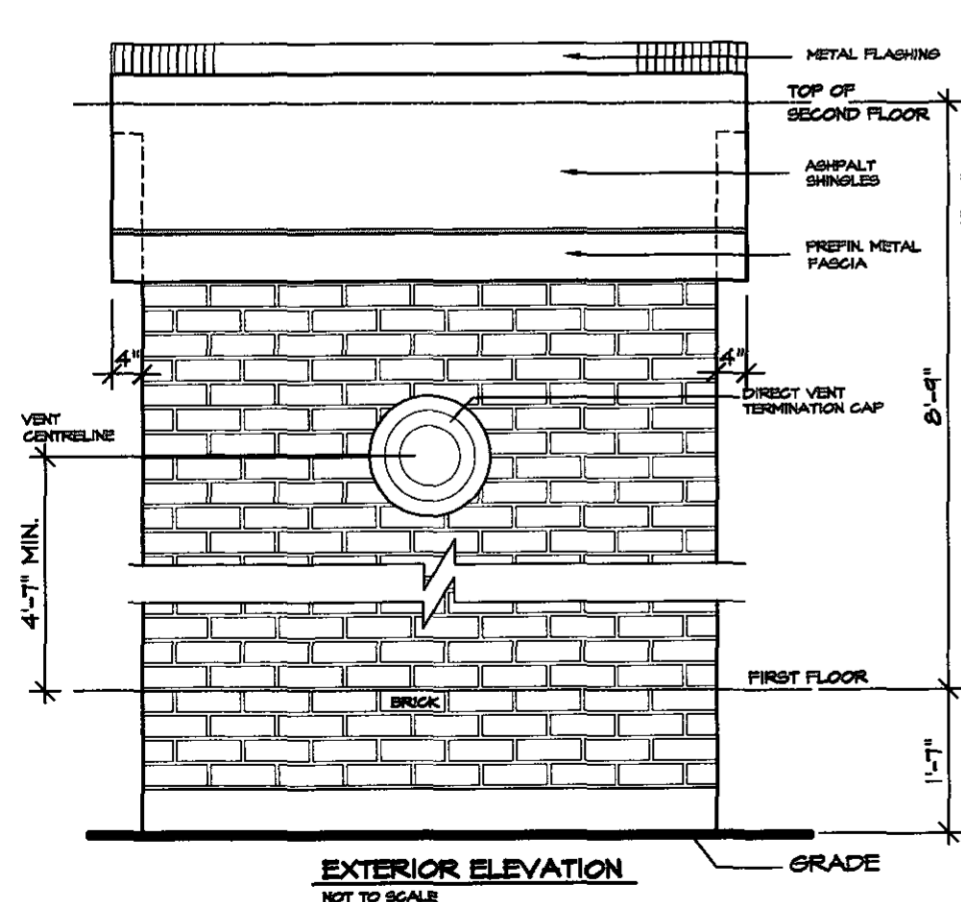 METAL FLASHING
TOP OF
SECOND FLOOR
ASHPALT
SHINGLES
PREFIN. METAL
FASCIA
4"
4"
DIRECT VENT
TERMINATION CAP
VENT
CENTRELINE
8'-9"
4'-7" MIN.
FIRST FLOOR
BRICK
1'-7"
GRADE
EXTERIOR ELEVATION
NOT TO SCALE